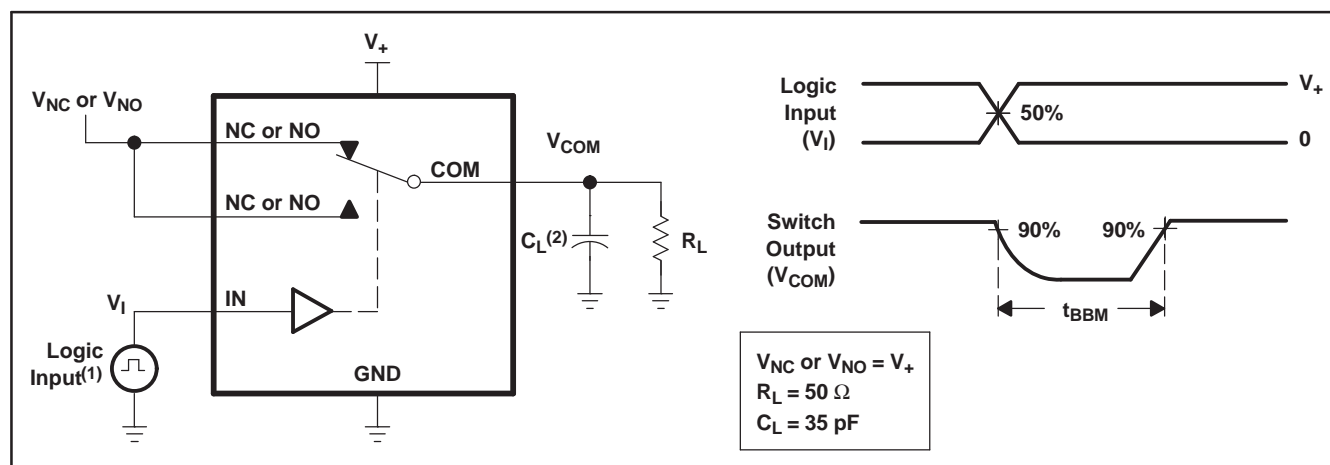 V+
VNC or VNO
NC or NO
COM
VCOM
NC or NO
CL(2)
RL
VI
IN
Logic
Input(1)
GND
Logic
Input
(VI)
50%
V+
0
Switch
Output
(VCOM)
90%
90%
tBBM
VNC or VNO = V+
RL = 50 Ω
CL = 35 pF